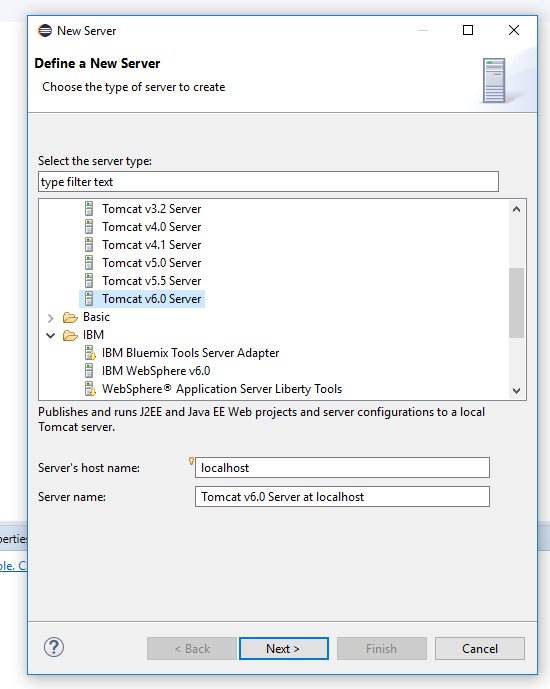 New Server
Define a New Server
Choose the type of server to create
Select the server type:
type filter text
Tomcat v3.2 Server
Tomcat v4.0 Server
Tomcat v4.1 Server
Tomcat v5.0 Server
Tomcat v5.5 Server
Tomcat v6.0 Server
Basic
IBM
IBM Bluemix Tools Server Adapter
IBM WebSphere v6.0
WebSphere® Application Server Liberty Tools
Publishes and runs J2EE and Java EE Web projects and server configurations to a local
Tomcat server.
Server's host name: localhost
Server name: Tomcat v6.0 Server at localhost
perties
ble. C
? < Back Next > Finish Cancel